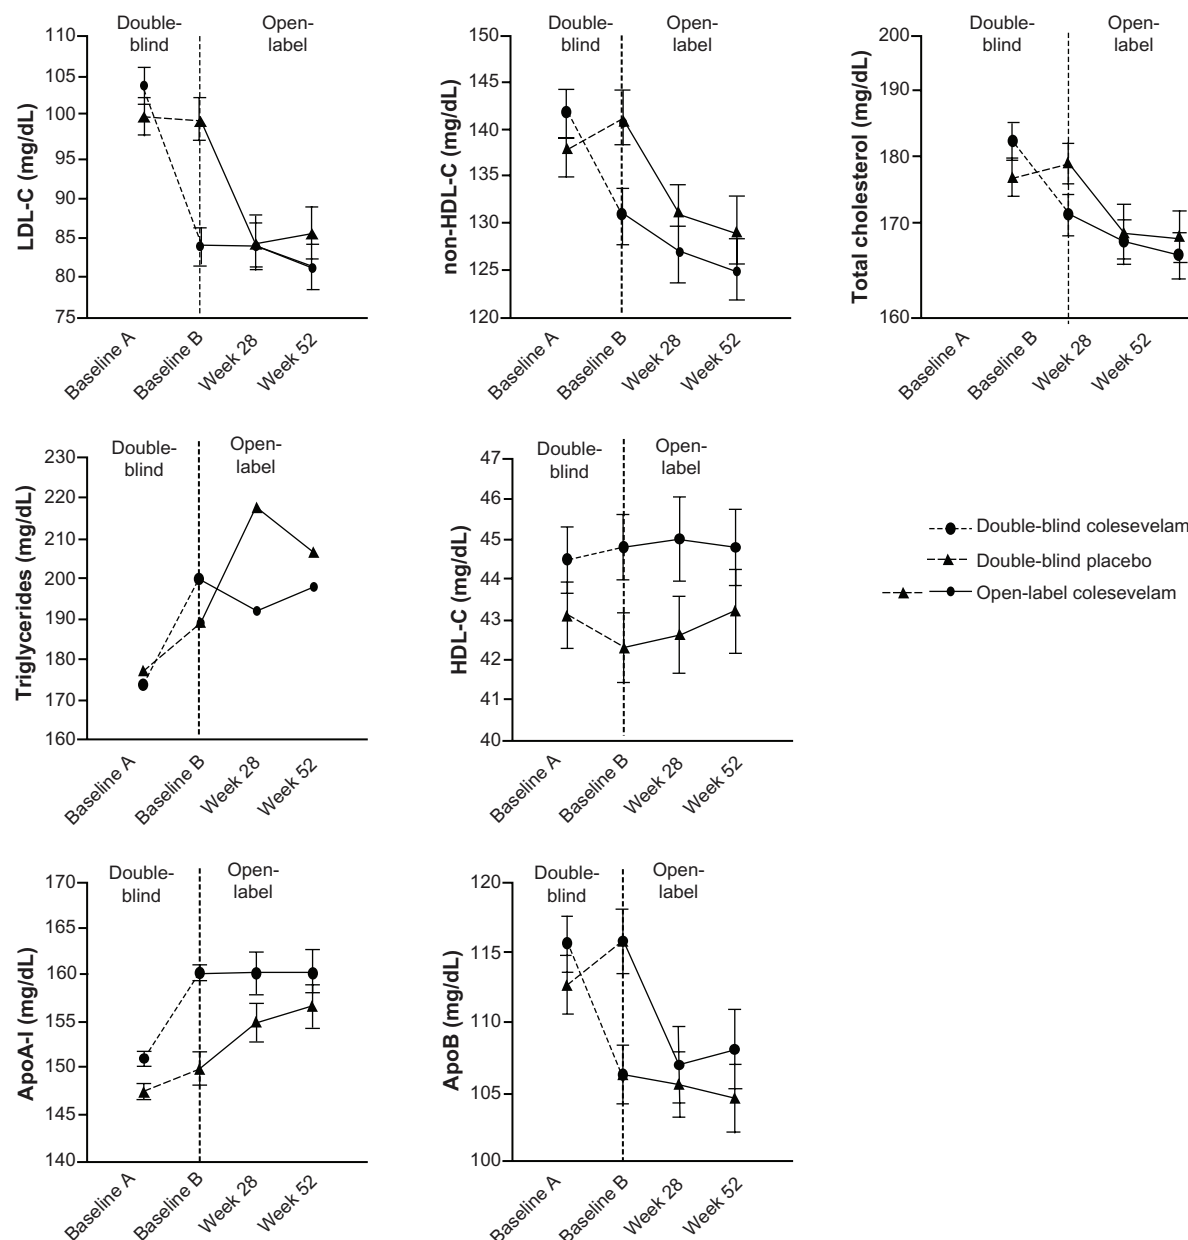 Double-
blind
Open-
label
LDL-C (mg/dL)
110
105
100
95
90
85
80
75
Baseline A
Baseline B
Week 28
Week 52
Double-
blind
Open-
label
non-HDL-C (mg/dL)
150
145
140
135
131
130
125
120
Baseline A
Baseline B
Week 28
Week 52
Double-
blind
Open-
label
Total cholesterol (mg/dL)
200
190
180
170
160
Baseline A
Baseline B
Week 28
Week 52
Double-
blind
Open-
label
Triglycerides (mg/dL)
230
220
210
200
190
180
170
160
Baseline A
Baseline B
Week 28
Week 52
Double-
blind
Open-
label
HDL-C (mg/dL)
47
46
45
44
43
42
41
40
Baseline A
Baseline B
Week 28
Week 52
Double-blind colesevelam
Double-blind placebo
Open-label colesevelam
Double-
blind
Open-
label
ApoA-I (mg/dL)
170
165
160
155
150
145
140
Baseline A
Baseline B
Week 28
Week 52
Double-
blind
Open-
label
ApoB (mg/dL)
120
115
110
105
100
Baseline A
Baseline B
Week 28
Week 52